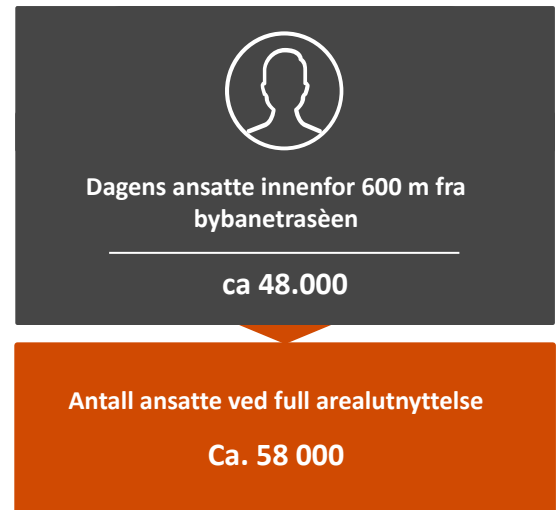 Dagens ansatte innenfor 600 m fra
bybanetrasèen
ca 48.000
Antall ansatte ved full arealutnyttelse
Ca. 58 000